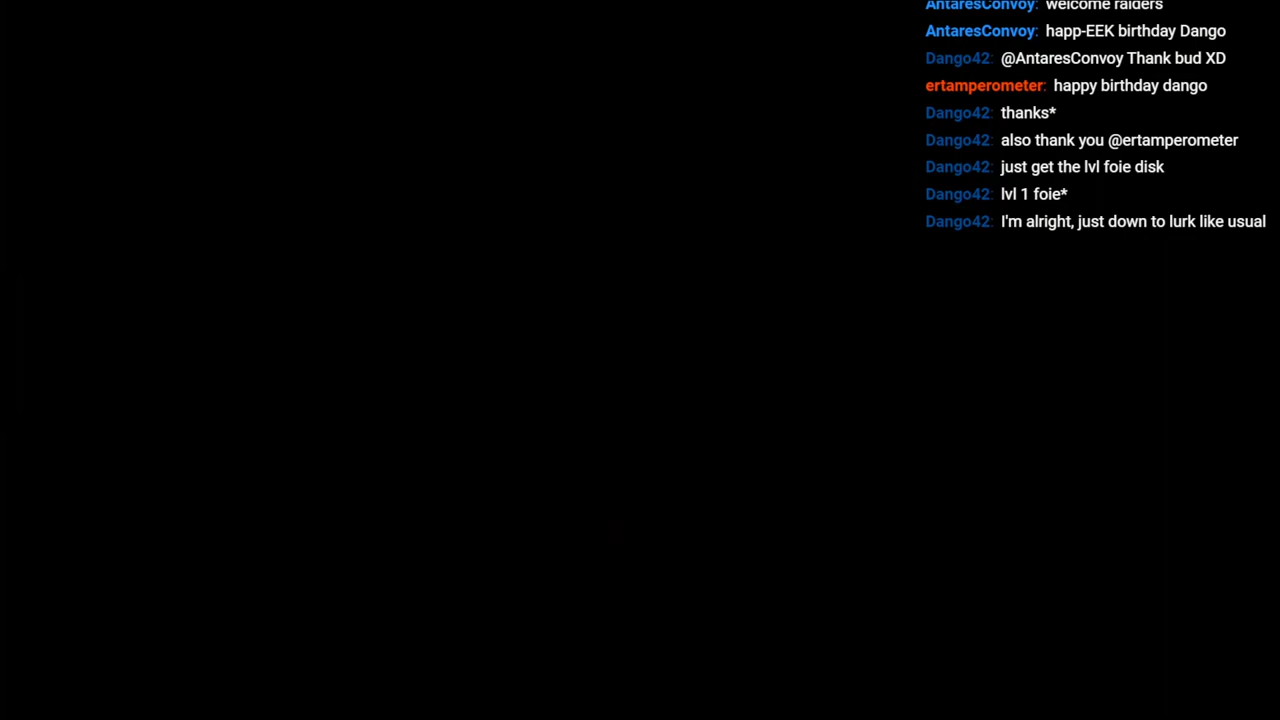 AntaresConvoy: welcome raiders
AntaresConvoy: happ-EEK birthday Dango
Dango42: @AntaresConvoy Thank bud XD
ertamperometer: happy birthday dango
Dango42: thanks*
Dango42: also thank you @ertamperometer
Dango42: just get the lvl foie disk
Dango42: lvl 1 foie*
Dango42: I'm alright, just down to lurk like usual